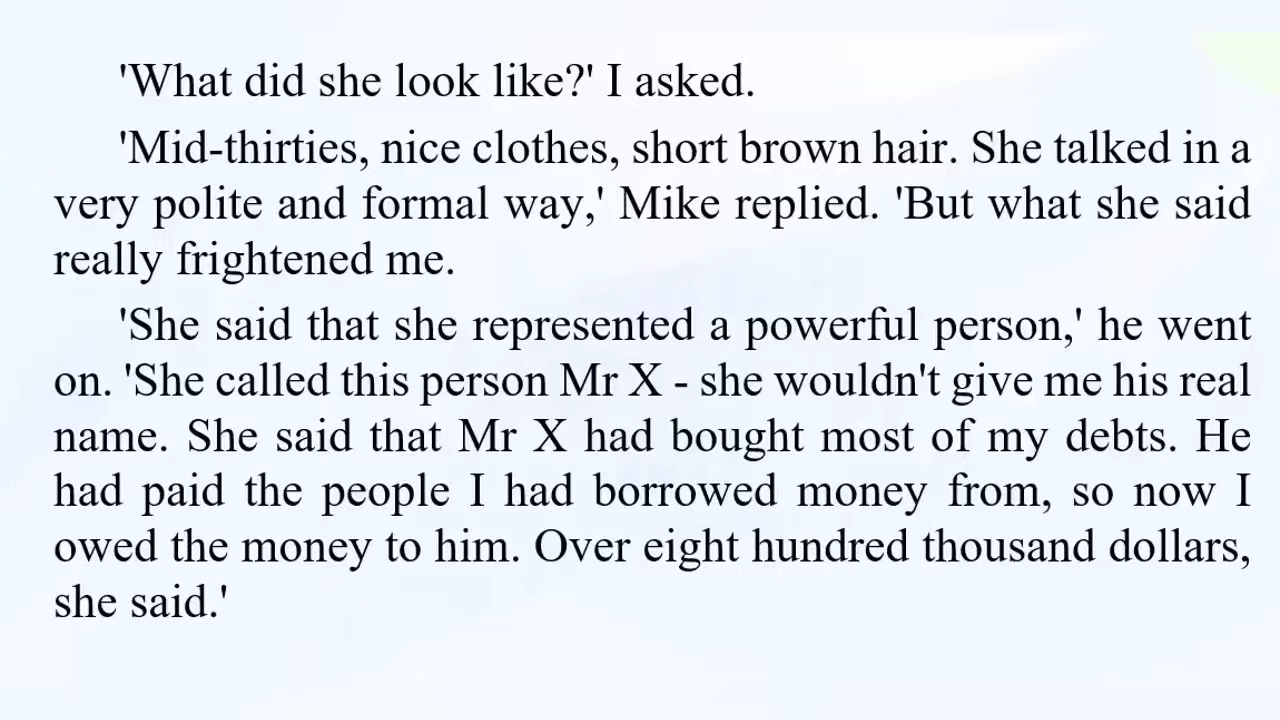 'What did she look like?' I asked.
'Mid-thirties, nice clothes, short brown hair. She talked in a
very polite and formal way,' Mike replied. 'But what she said
really frightened me.
'She said that she represented a powerful person,' he went
on. 'She called this person Mr X - she wouldn't give me his real
name. She said that Mr X had bought most of my debts. He
had paid the people I had borrowed money from, so now I
owed the money to him. Over eight hundred thousand dollars,
she said.'